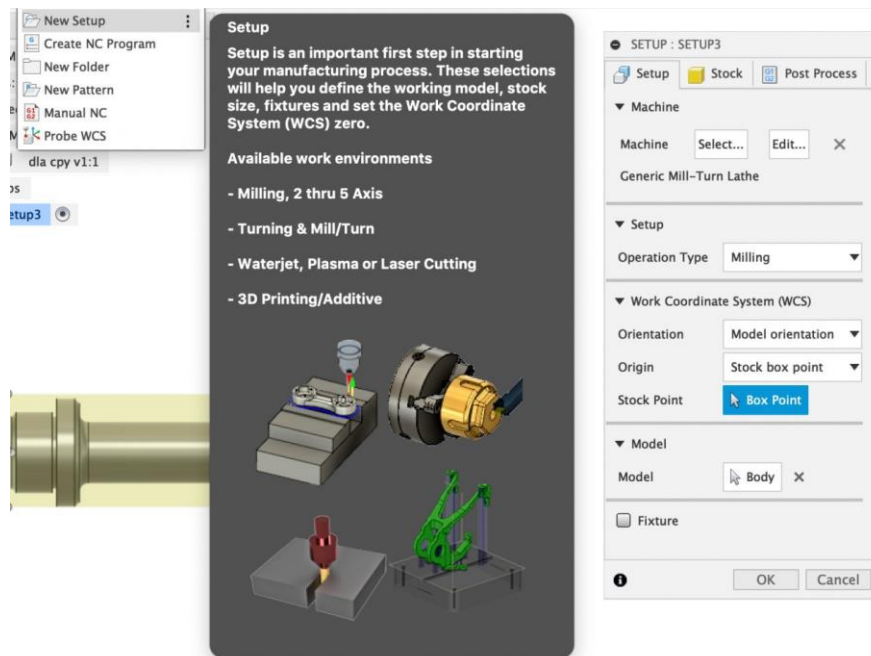 New Setup
Create NC Program
New Folder
New Pattern
Manual NC
Probe WCS
dla cpy v1:1
etup3
Setup
Setup is an important first step in starting
your manufacturing process. These selections
will help you define the working model, stock
size, fixtures and set the Work Coordinate
System (WCS) zero.
Available work environments
- Milling, 2 thru 5 Axis
- Turning & Mill/Turn
- Waterjet, Plasma or Laser Cutting
- 3D Printing/Additive
SETUP : SETUP3
Setup Stock Post Process
Machine
Machine Select... Edit...
Generic Mill-Turn Lathe
Setup
Operation Type Milling
Work Coordinate System (WCS)
Orientation Model orientation
Origin Stock box point
Stock Point Box Point
Model
Model Body
Fixture
OK Cancel